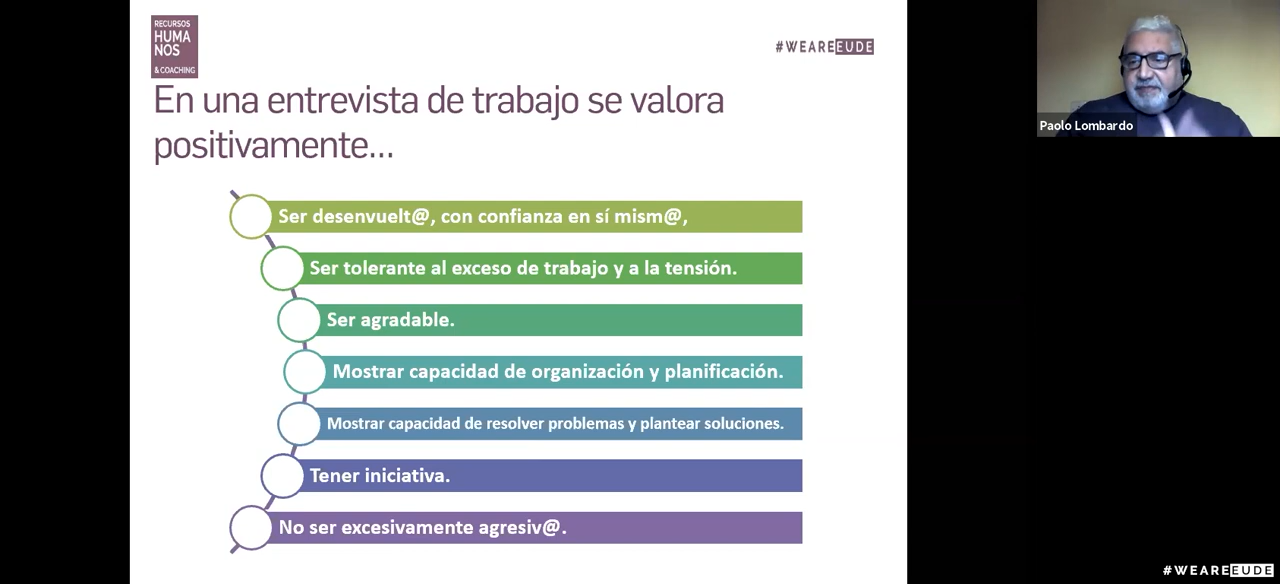 RECURSOS
HUMA
NOS
& COACHING
#WEAREEUDE
En una entrevista de trabajo se valora
positivamente...
Ser desenvuelt@, con confianza en sí mism@,
Ser tolerante al exceso de trabajo y a la tensión.
Ser agradable.
Mostrar capacidad de organización y planificación.
Mostrar capacidad de resolver problemas y plantear soluciones.
Tener iniciativa.
No ser excesivamente agresiv@.
Paolo Lombardo
#WEAREEUDE